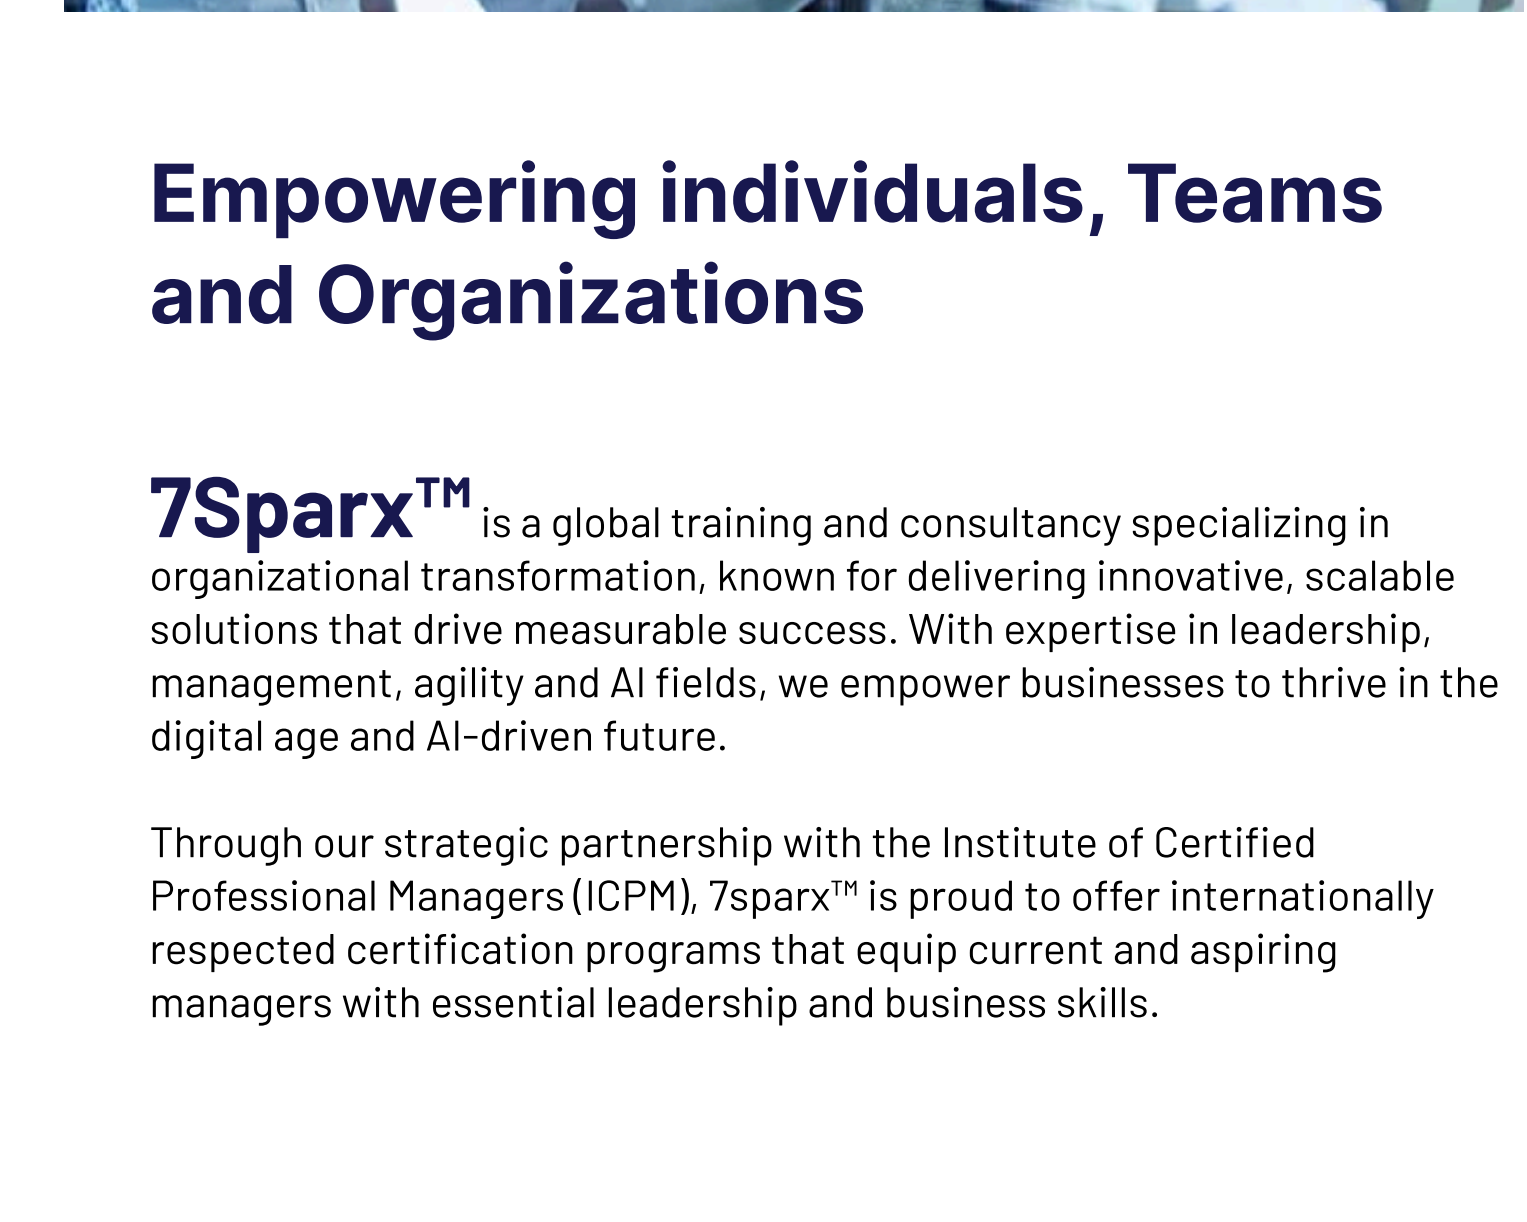 Empowering individuals, Teams
and Organizations
7Sparx™ is a global training and consultancy specializing in
organizational transformation, known for delivering innovative, scalable
solutions that drive measurable success. With expertise in leadership,
management, agility and AI fields, we empower businesses to thrive in the
digital age and AI-driven future.
Through our strategic partnership with the Institute of Certified
Professional Managers (ICPM), 7sparx™ is proud to offer internationally
respected certification programs that equip current and aspiring
managers with essential leadership and business skills.